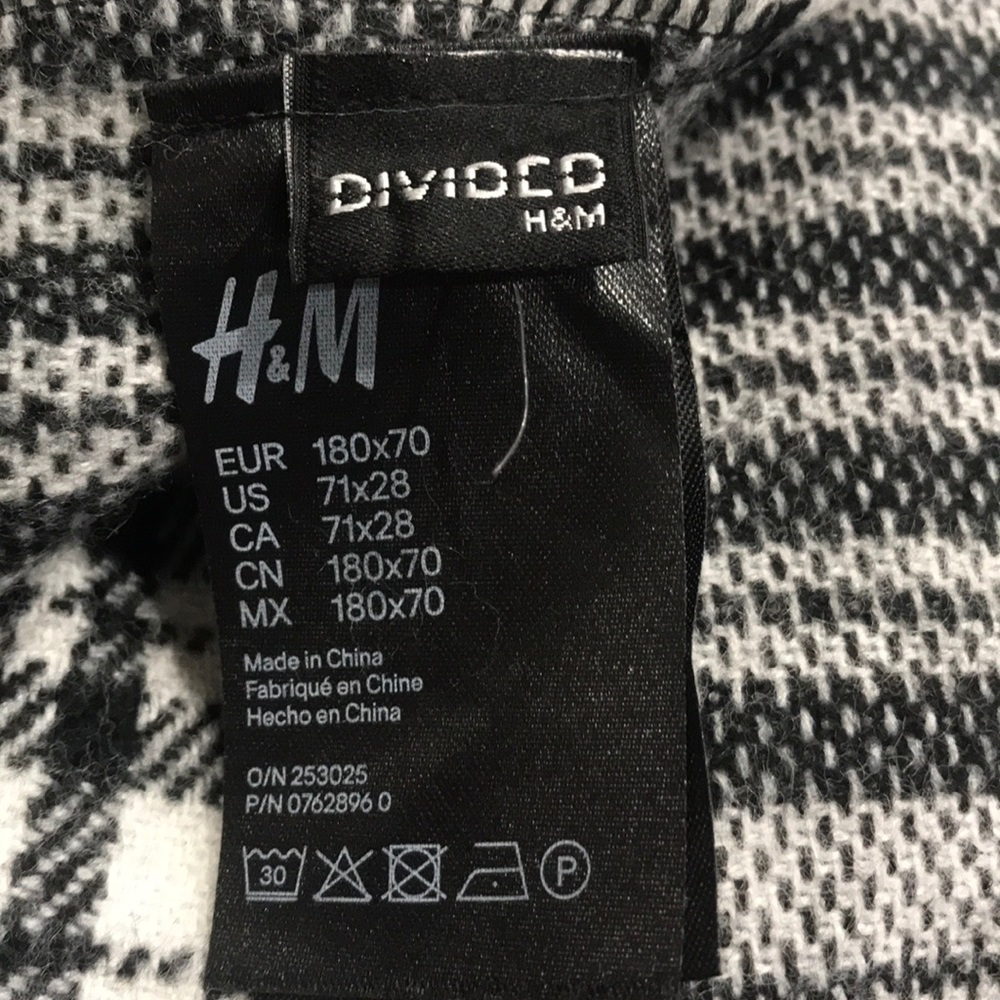 DIVIDED
H&M
H&M
EUR 180x70
US 71x28
CA 71x28
CN 180x70
MX 180x70
Made in China
Fabriqué en Chine
Hecho en China
O/N 253025
P/N 0762896 0
30 P